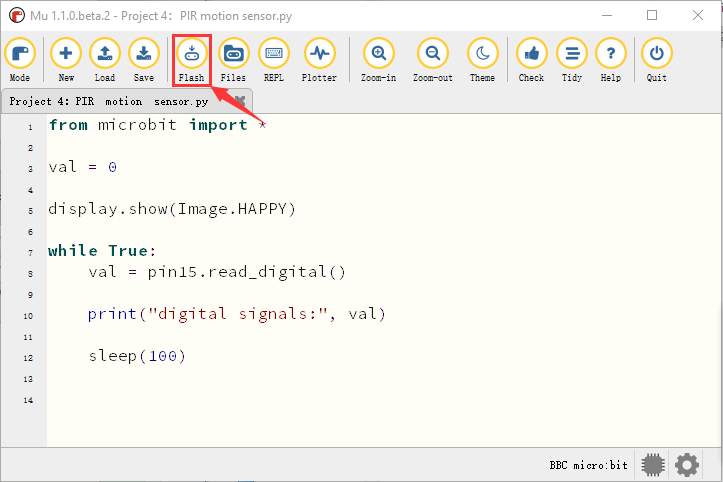 Mu 1.1.0.beta.2 - Project 4: PIR motion sensor.py
Mode New Load Save Flash Files REPL Plotter Zoom-in Zoom-out Theme Check Tidy Help Quit
Project 4: PIR motion sensor.py
1 from microbit import *
2
3 val = 0
4
5 display.show(Image.HAPPY)
6
7 while True:
8 val = pin15.read_digital()
9
10 print("digital signals:", val)
11
12 sleep(100)
13
14
BBC micro:bit